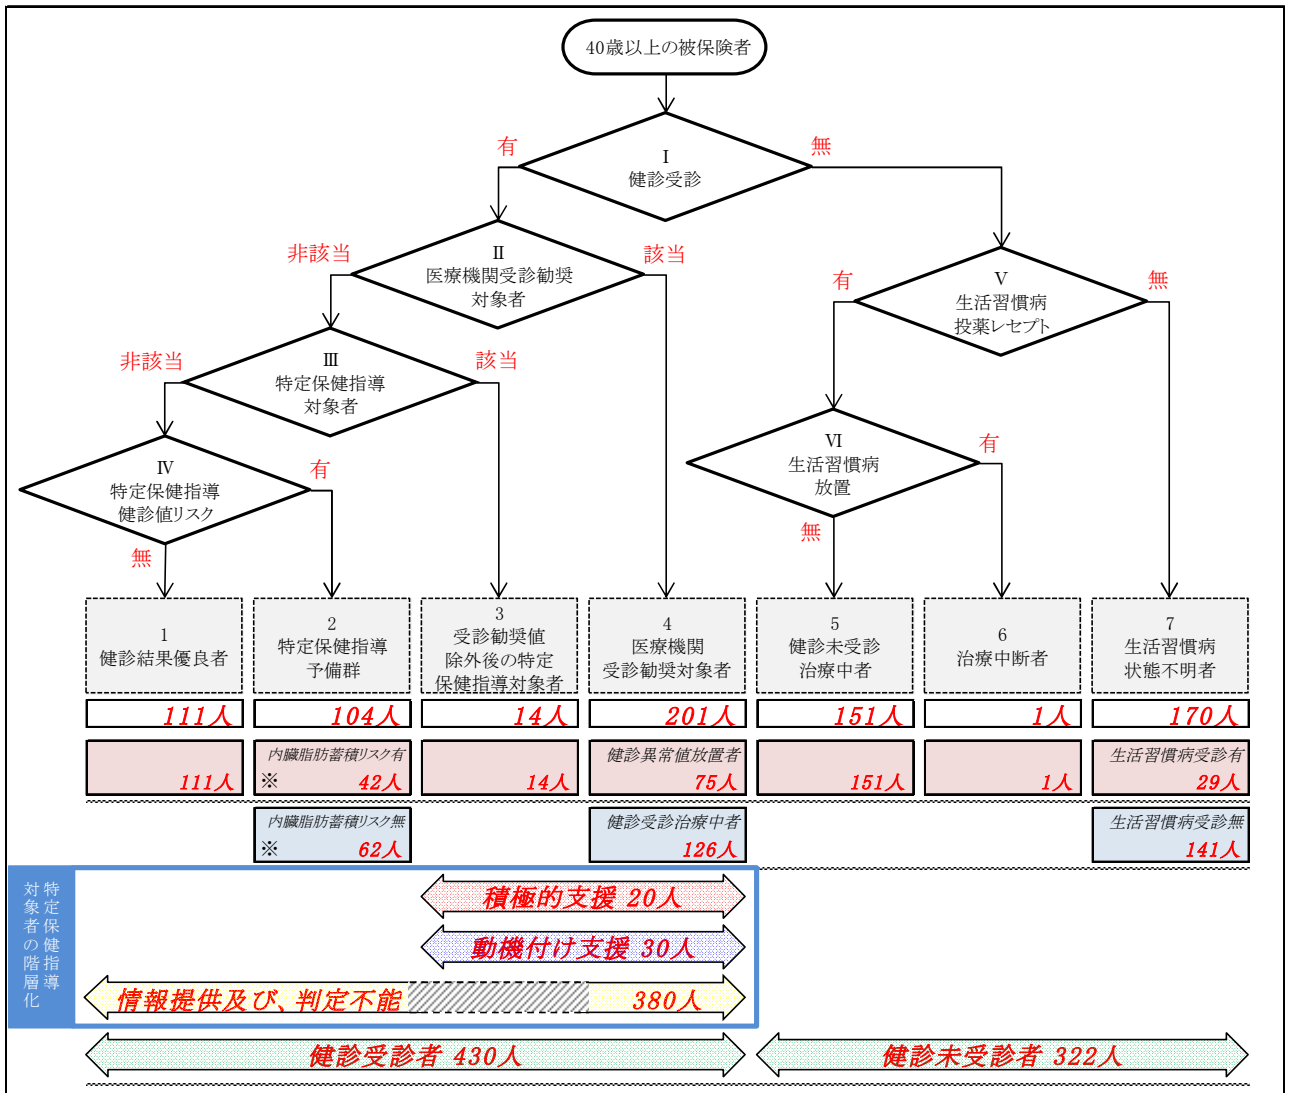 40歳以上の被保険者
Ⅰ
健診受診
有
無
Ⅱ
医療機関受診勧奨
対象者
非該当
該当
Ⅴ
生活習慣病
投薬レセプト
有
無
Ⅲ
特定保健指導
対象者
非該当
該当
Ⅵ
生活習慣病
放置
有
無
Ⅳ
特定保健指導
健診値リスク
有
無
1
健診結果優良者
2
特定保健指導
予備群
3
受診勧奨値
除外後の特定
保健指導対象者
4
医療機関
受診勧奨対象者
5
健診未受診
治療中者
6
治療中断者
7
生活習慣病
状態不明者
111人
104人
14人
201人
151人
1人
170人
111人
内臓脂肪蓄積リスク有
※ 42人
14人
健診異常値放置者
75人
151人
1人
生活習慣病受診有
29人
内臓脂肪蓄積リスク無
※ 62人
健診受診治療中者
126人
生活習慣病受診無
141人
特定保健指導
対象者の階層化
積極的支援 20人
動機付け支援 30人
情報提供及び、判定不能 380人
健診受診者 430人
健診未受診者 322人